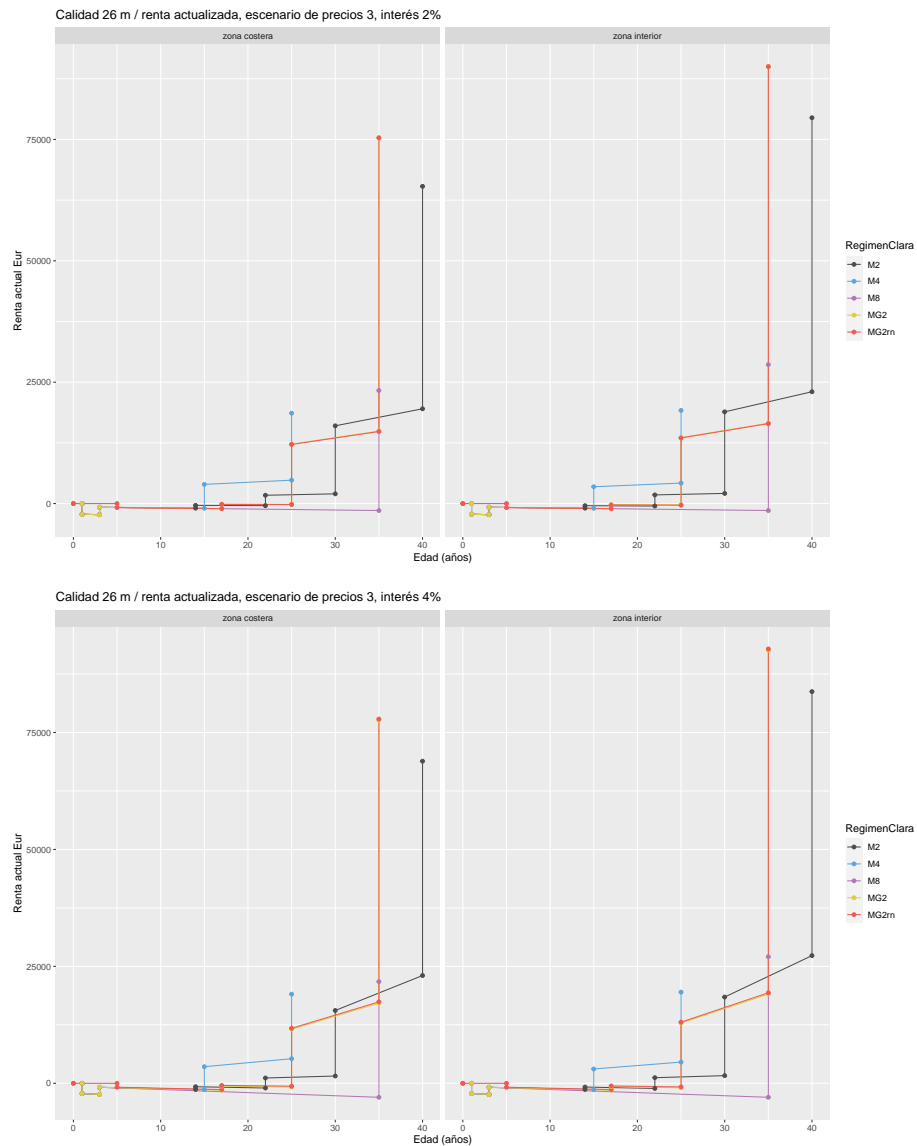 Calidad 26 m / renta actualizada, escenario de precios 3, interés 2%
zona costera
zona interior
75000
50000
25000
0
Renta actual Eur
0 10 20 30 40
0 10 20 30 40
Edad (años)
RegimenClara
M2
M4
M8
MG2
MG2rn
Calidad 26 m / renta actualizada, escenario de precios 3, interés 4%
zona costera
zona interior
75000
50000
25000
0
Renta actual Eur
0 10 20 30 40
0 10 20 30 40
Edad (años)
RegimenClara
M2
M4
M8
MG2
MG2rn